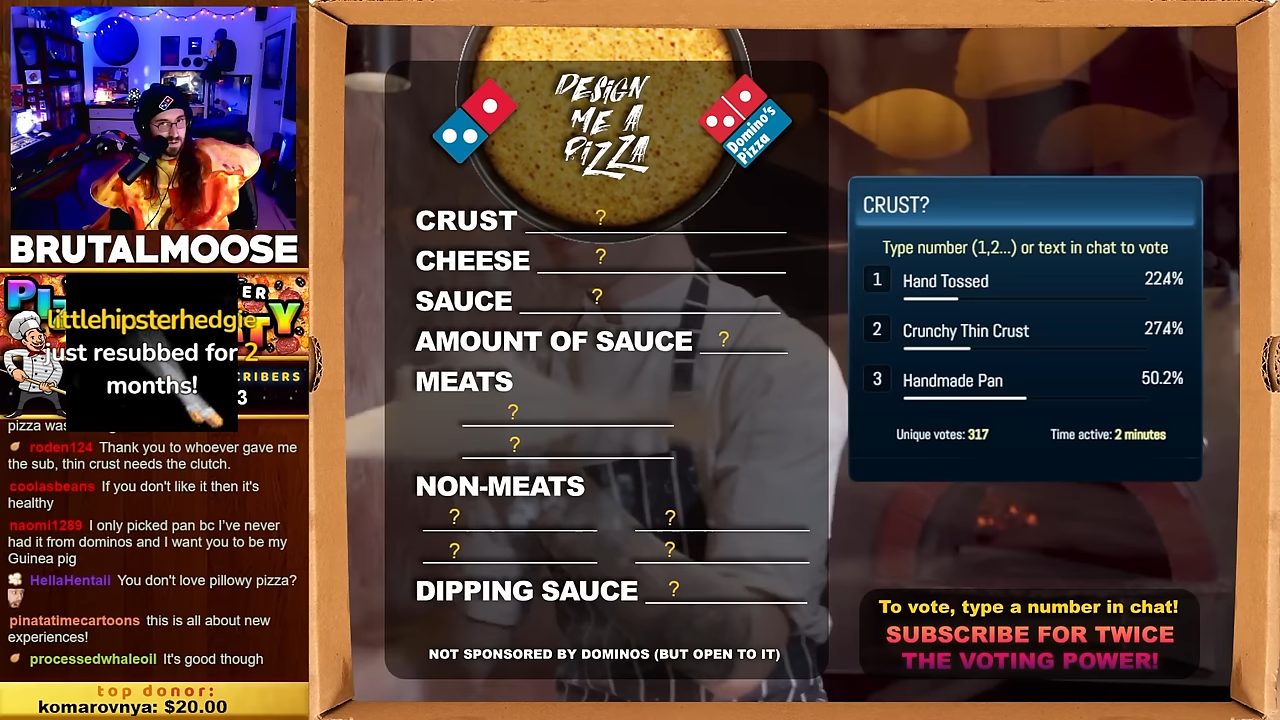 BRUTALMOOSE
littlehipsterhedgie
just resubbed for 2
months!
CRIBERS
3
pizza was
roden124 Thank you to whoever gave me
the sub, thin crust needs the clutch.
coolasbeans If you don't like it then it's
healthy
naomi1289 I only picked pan bc I've never
had it from dominos and I want you to be my
Guinea pig
HellaHentaii You don't love pillowy pizza?
pinatatimecartoons this is all about new
experiences!
processedwhaleoil It's good though
top donor:
komarovnya: $20.00
DESiGN
ME A
PiZZA
Domino's
Pizza
CRUST ?
CHEESE ?
SAUCE ?
AMOUNT OF SAUCE ?
MEATS
?
?
NON-MEATS
? ?
? ?
DIPPING SAUCE ?
NOT SPONSORED BY DOMINOS (BUT OPEN TO IT)
CRUST?
Type number (1,2...) or text in chat to vote
1 Hand Tossed 22.4%
2 Crunchy Thin Crust 27.4%
3 Handmade Pan 50.2%
Unique votes: 317 Time active: 2 minutes
To vote, type a number in chat!
SUBSCRIBE FOR TWICE
THE VOTING POWER!